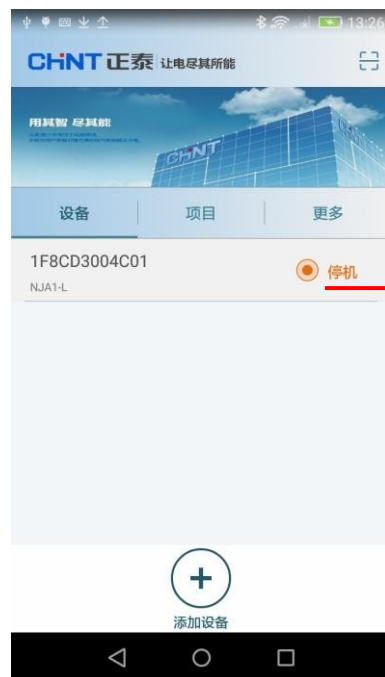 13:26
CHiNT 正泰 让电尽其所能
用其智 尽其能
CHNT
设备 项目 更多
1F8CD3004C01
停机
NJA1-L
添加设备